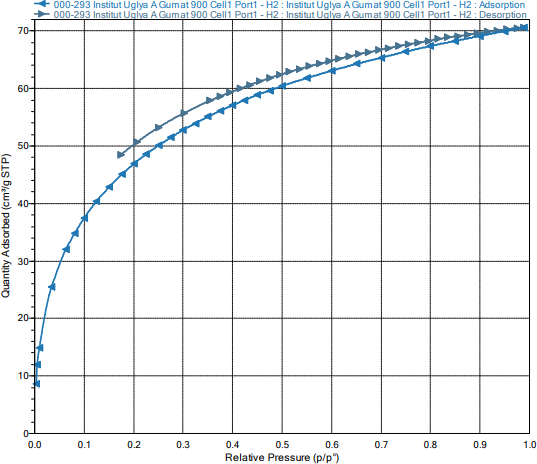 000-293 Institut Uglya A Gumat 900 Cell1 Port1 - H2 : Institut Uglya A Gumat 900 Cell1 Port1 - H2 : Adsorption
000-293 Institut Uglya A Gumat 900 Cell1 Port1 - H2 : Institut Uglya A Gumat 900 Cell1 Port1 - H2 : Desorption
70
60
50
40
30
20
10
0
Quantity Adsorbed (cm³/g STP)
0.0 0.1 0.2 0.3 0.4 0.5 0.6 0.7 0.8 0.9 1.0
Relative Pressure (p/p°)